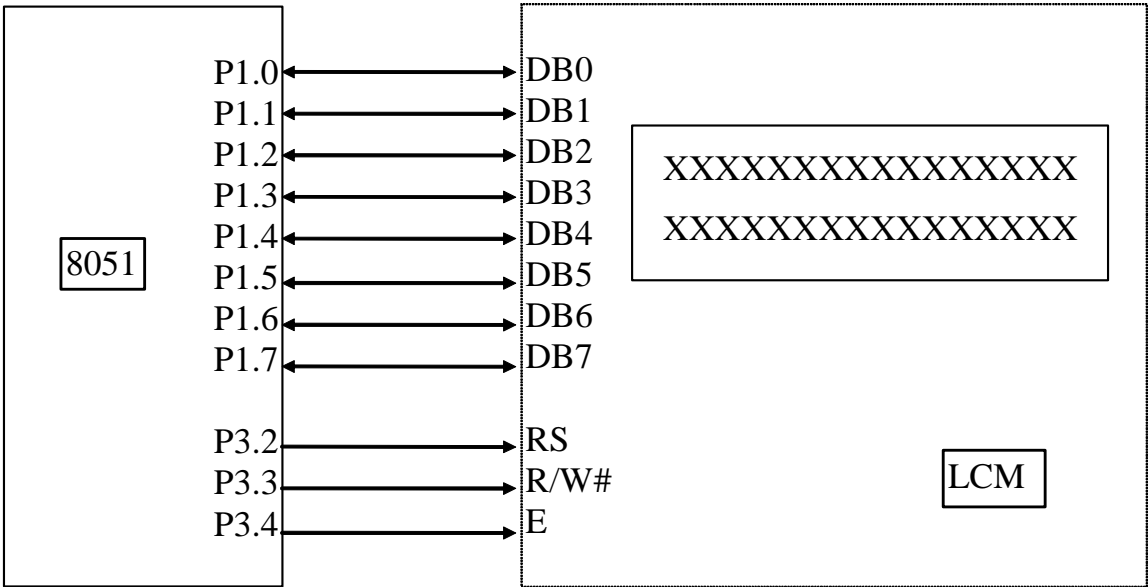 P1.0 DB0
P1.1 DB1
P1.2 DB2
P1.3 DB3
P1.4 DB4
P1.5 DB5
P1.6 DB6
P1.7 DB7
XXXXXXXXXXXXXXXX
XXXXXXXXXXXXXXXX
8051
P3.2 RS
P3.3 R/W#
P3.4 E
LCM